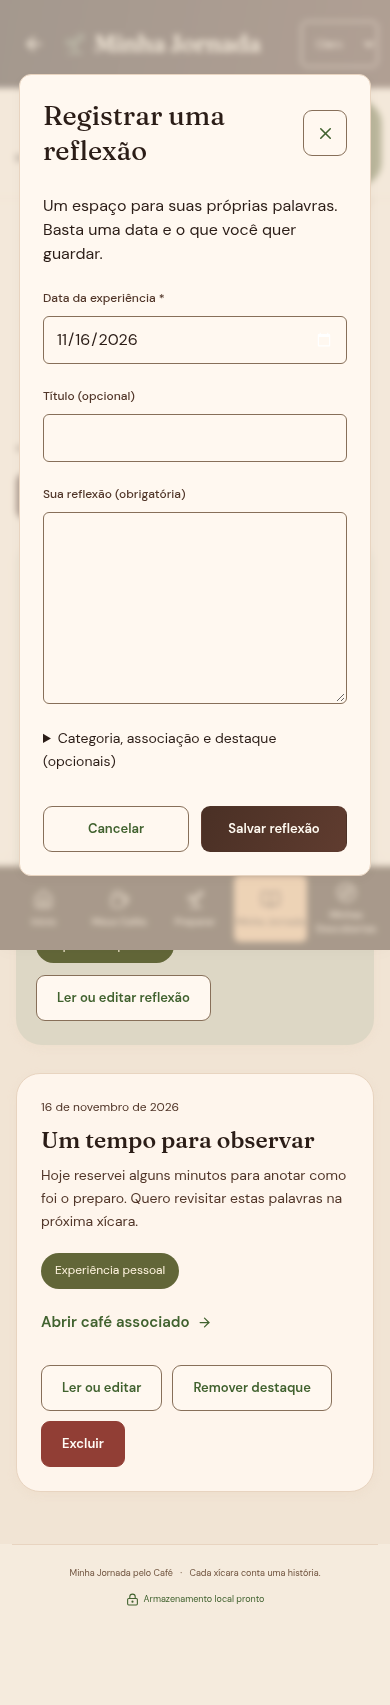 Minha Jornada
Registrar uma
reflexão
Um espaço para suas próprias palavras.
Basta uma data e o que você quer
guardar.
Data da experiência *
11/16/2026
Título (opcional)
Sua reflexão (obrigatória)
Categoria, associação e destaque
(opcionais)
Cancelar
Salvar reflexão
Ler ou editar reflexão
16 de novembro de 2026
Um tempo para observar
Hoje reservei alguns minutos para anotar como
foi o preparo. Quero revisitar estas palavras na
próxima xícara.
Experiência pessoal
Abrir café associado →
Ler ou editar
Remover destaque
Excluir
Minha Jornada pelo Café · Cada xícara conta uma história.
Armazenamento local pronto